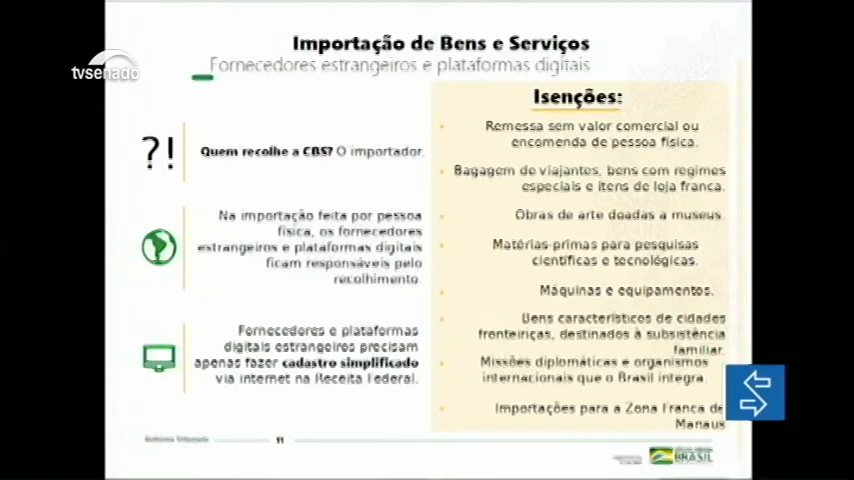 Importação de Bens e Serviços
Fornecedores estrangeiros e plataformas digitais
tvsenado
?!
Quem recolhe a CBS? O importador.
Na importação feita por pessoa
física, os fornecedores
estrangeiros e plataformas digitais
ficam responsáveis pelo
recolhimento.
Fornecedores e plataformas
digitais estrangeiros precisam
apenas fazer cadastro simplificado
via internet na Receita Federal.
Isenções:
Remessa sem valor comercial ou
encomenda de pessoa física.
Bagagem de viajantes, bens com regimes
especiais e itens de loja franca.
Obras de arte doadas a museus.
Matérias-primas para pesquisas
científicas e tecnológicas.
Máquinas e equipamentos.
Bens característicos de cidades
fronteiriças, destinados à subsistência
familiar.
Missões diplomáticas e organismos
internacionais que o Brasil integra.
Importações para a Zona Franca de
Manaus
Reforma Tributária
11
BRASIL